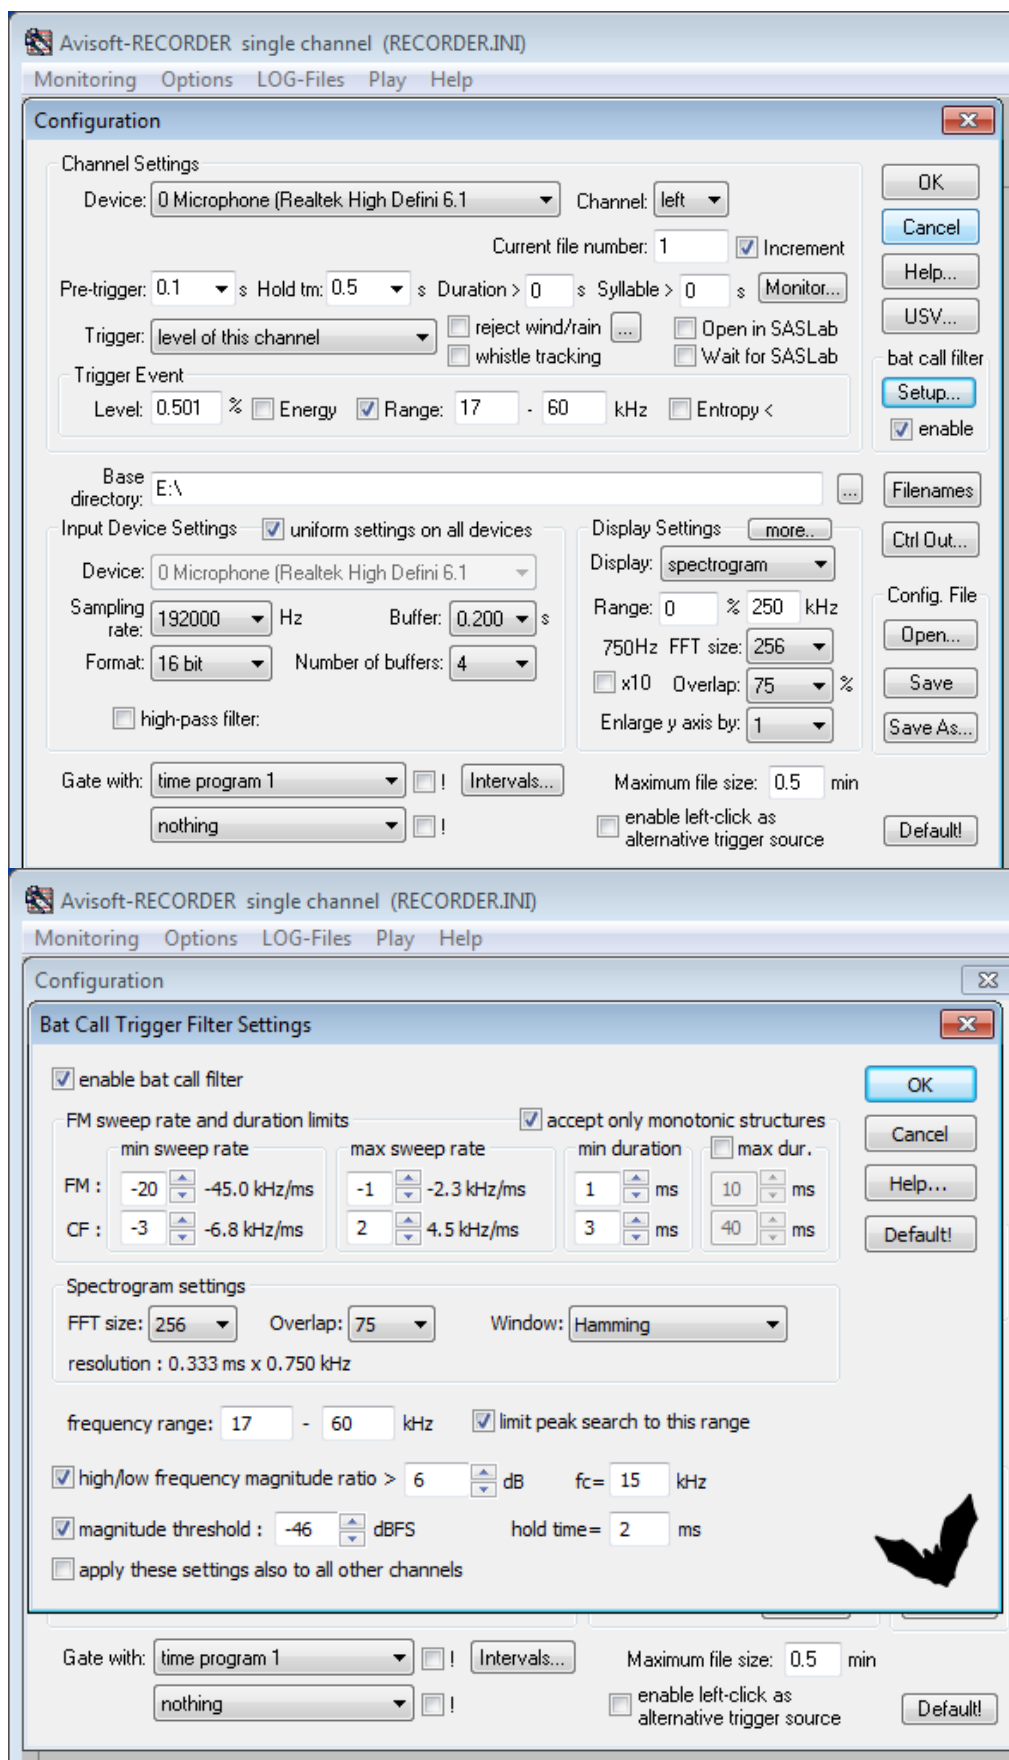 Avisoft-RECORDER single channel (RECORDER.INI)
Monitoring Options LOG-Files Play Help
Configuration
Channel Settings
Device: 0 Microphone (Realtek High Defini 6.1 Channel: left OK
Cancel
Current file number: 1 Increment
Help...
Pre-trigger: 0.1 s Hold tm: 0.5 s Duration > 0 s Syllable > 0 s Monitor...
USV...
Trigger: level of this channel reject wind/rain ... Open in SASLab
whistle tracking Wait for SASLab bat call filter
Trigger Event
Level: 0.501 % Energy Range: 17 - 60 kHz Entropy < Setup...
enable
Base directory: E:\ ... Filenames
Input Device Settings uniform settings on all devices Display Settings more.. Ctrl Out...
Device: 0 Microphone (Realtek High Defini 6.1 Display: spectrogram
Sampling rate: 192000 Hz Buffer: 0.200 s Range: 0 % 250 kHz Config. File
Format: 16 bit Number of buffers: 4 750Hz FFT size: 256 Open...
x10 Overlap: 75 % Save
high-pass filter: Enlarge y axis by: 1 Save As...
Gate with: time program 1 ! Intervals... Maximum file size: 0.5 min
nothing ! enable left-click as alternative trigger source Default!
Avisoft-RECORDER single channel (RECORDER.INI)
Monitoring Options LOG-Files Play Help
Configuration
Bat Call Trigger Filter Settings
enable bat call filter OK
FM sweep rate and duration limits accept only monotonic structures
Cancel
min sweep rate max sweep rate min duration max dur.
FM : -20 -45.0 kHz/ms -1 -2.3 kHz/ms 1 ms 10 ms Help...
CF : -3 -6.8 kHz/ms 2 4.5 kHz/ms 3 ms 40 ms Default!
Spectrogram settings
FFT size: 256 Overlap: 75 Window: Hamming
resolution : 0.333 ms x 0.750 kHz
frequency range: 17 - 60 kHz limit peak search to this range
high/low frequency magnitude ratio > 6 dB fc= 15 kHz
magnitude threshold : -46 dBFS hold time= 2 ms
apply these settings also to all other channels
Gate with: time program 1 ! Intervals... Maximum file size: 0.5 min
nothing ! enable left-click as alternative trigger source Default!